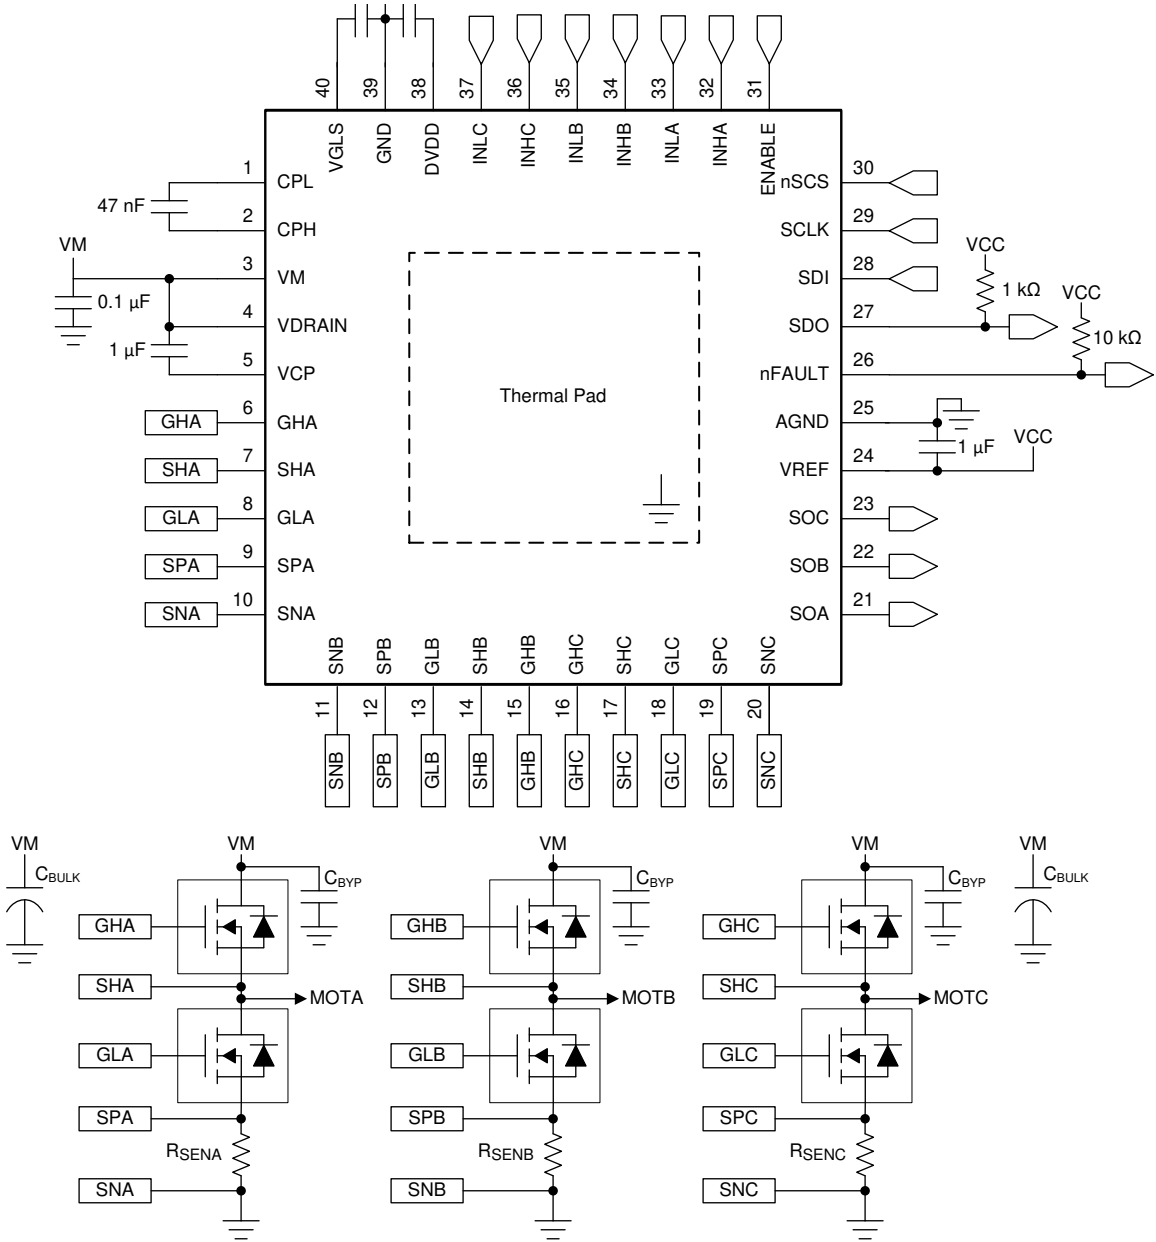 40
39
38
37
36
35
34
33
32
31
VGLS
GND
DVDD
INLC
INHC
INLB
INHB
INLA
INHA
ENABLE
1 CPL
47 nF
2 CPH
VM
3 VM
0.1 µF
4 VDRAIN
1 µF
5 VCP
GHA 6 GHA
SHA 7 SHA
GLA 8 GLA
SPA 9 SPA
SNA 10 SNA
Thermal Pad
nSCS 30
SCLK 29
SDI 28
VCC
1 kΩ
SDO 27
VCC
10 kΩ
nFAULT 26
AGND 25
1 µF
VCC
VREF 24
SOC 23
SOB 22
SOA 21
SNB
SPB
GLB
SHB
GHB
GHC
SHC
GLC
SPC
SNC
11
12
13
14
15
16
17
18
19
20
SNB
SPB
GLB
SHB
GHB
GHC
SHC
GLC
SPC
SNC
VM
CBULK
VM
CBYP
GHA
SHA
MOTA
GLA
SPA
RSENA
SNA
VM
CBYP
GHB
SHB
MOTB
GLB
SPB
RSENB
SNB
VM
CBYP
GHC
SHC
MOTC
GLC
SPC
RSENC
SNC
VM
CBULK